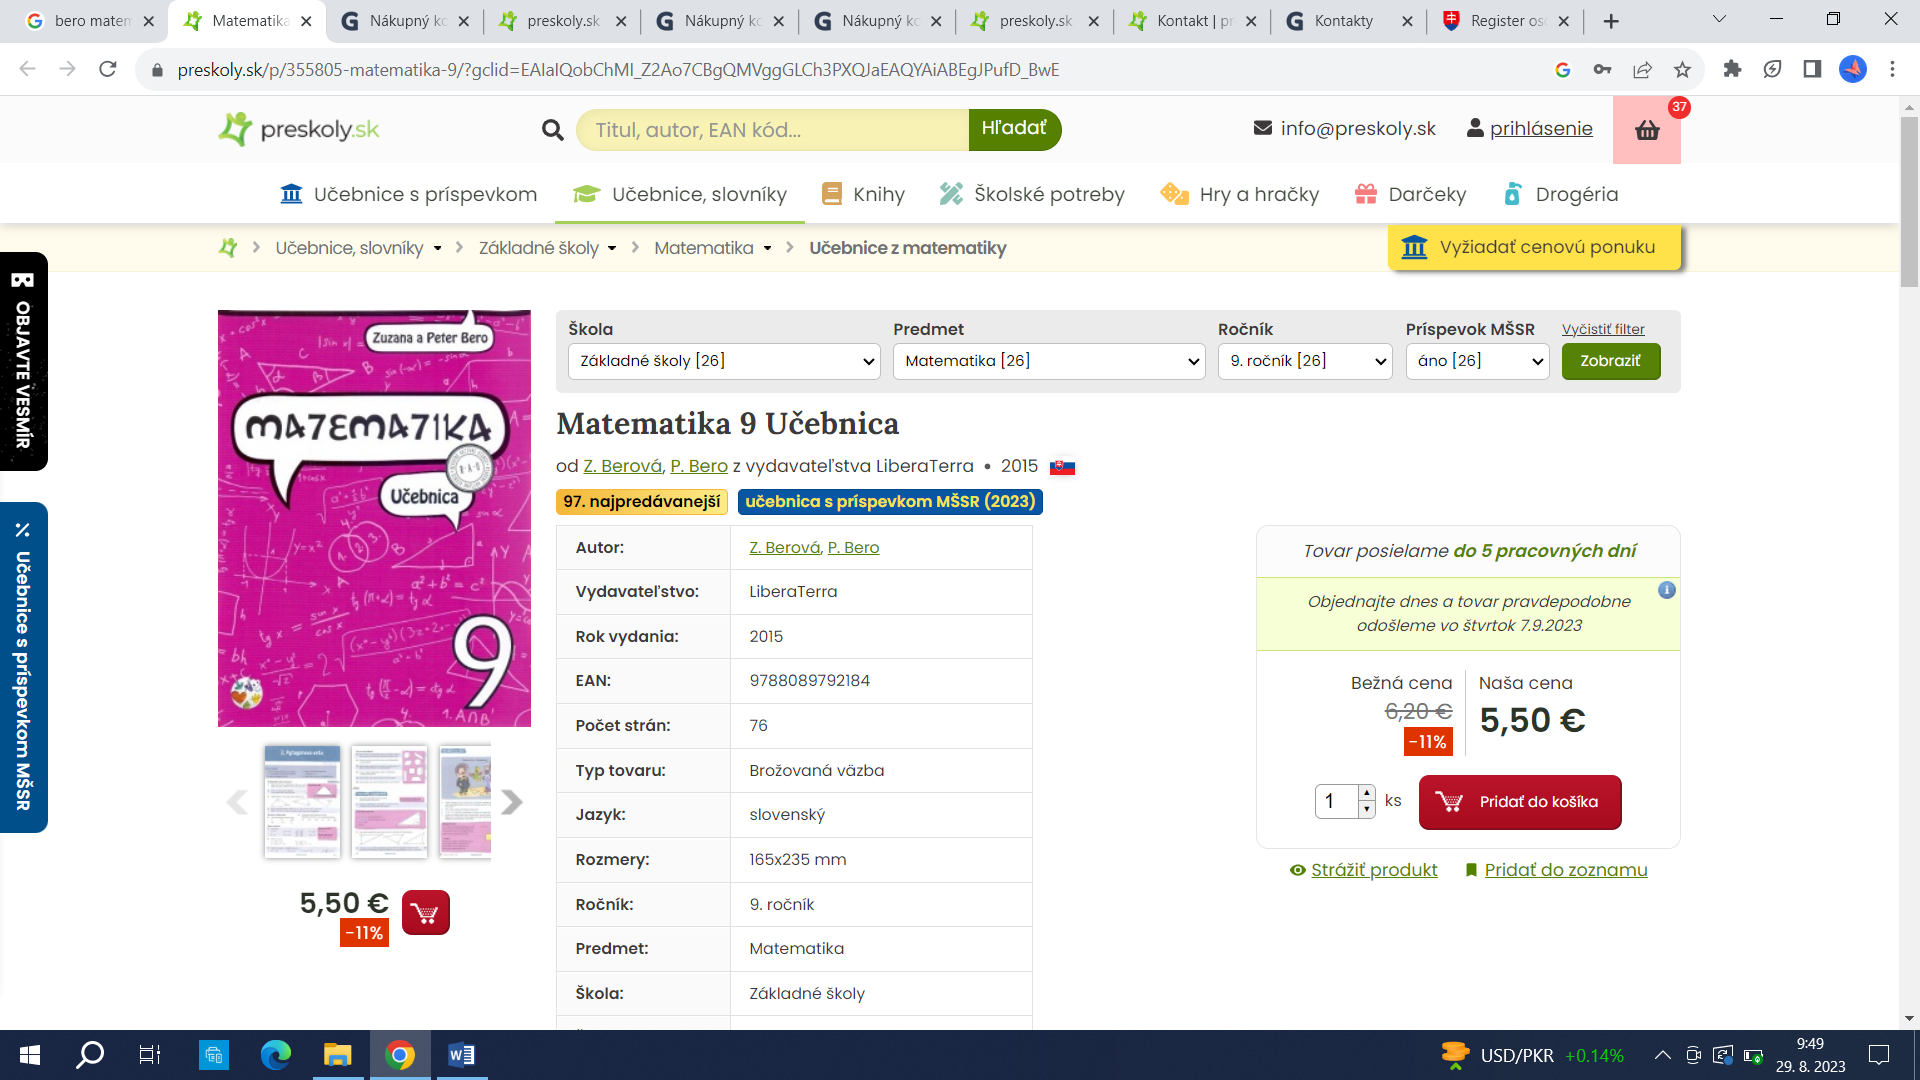 bero matem
Matematika
Nákupný ko
preskoly.sk
Nákupný ko
Nákupný ko
preskoly.sk
Kontakt | pr
Kontakty
Register oso
preskoly.sk/p/355805-matematika-9/?gclid=EAIaIQobChMI_Z2Ao7CBgQMVggGLCh3PXQJaEAQYAiABEgJPufD_BwE
preskoly.sk
Titul, autor, EAN kód...
Hľadať
info@preskoly.sk
prihlásenie
37
Učebnice s príspevkom
Učebnice, slovníky
Knihy
Školské potreby
Hry a hračky
Darčeky
Drogéria
Učebnice, slovníky
Základné školy
Matematika
Učebnice z matematiky
Vyžiadať cenovú ponuku
OBJAVTE VESMÍR
Učebnice s príspevkom MŠSR
Zuzana a Peter Bero
MATEMATIKA
Učebnica
9
Škola
Predmet
Ročník
Príspevok MŠSR
Vyčistiť filter
Základné školy [26]
Matematika [26]
9. ročník [26]
áno [26]
Zobraziť
Matematika 9 Učebnica
od Z. Berová, P. Bero z vydavateľstva LiberaTerra • 2015
97. najpredávanejší
učebnica s príspevkom MŠSR (2023)
Autor: Z. Berová, P. Bero
Vydavateľstvo: LiberaTerra
Rok vydania: 2015
EAN: 9788089792184
Počet strán: 76
Typ tovaru: Brožovaná väzba
Jazyk: slovenský
Rozmery: 165x235 mm
Ročník: 9. ročník
Predmet: Matematika
Škola: Základné školy
Tovar posielame do 5 pracovných dní
Objednajte dnes a tovar pravdepodobne
odošleme vo štvrtok 7.9.2023
Bežná cena
6,20 €
-11%
Naša cena
5,50 €
1
ks
Pridať do košíka
Strážiť produkt
Pridať do zoznamu
5,50 €
-11%
USD/PKR +0.14%
9:49
29. 8. 2023